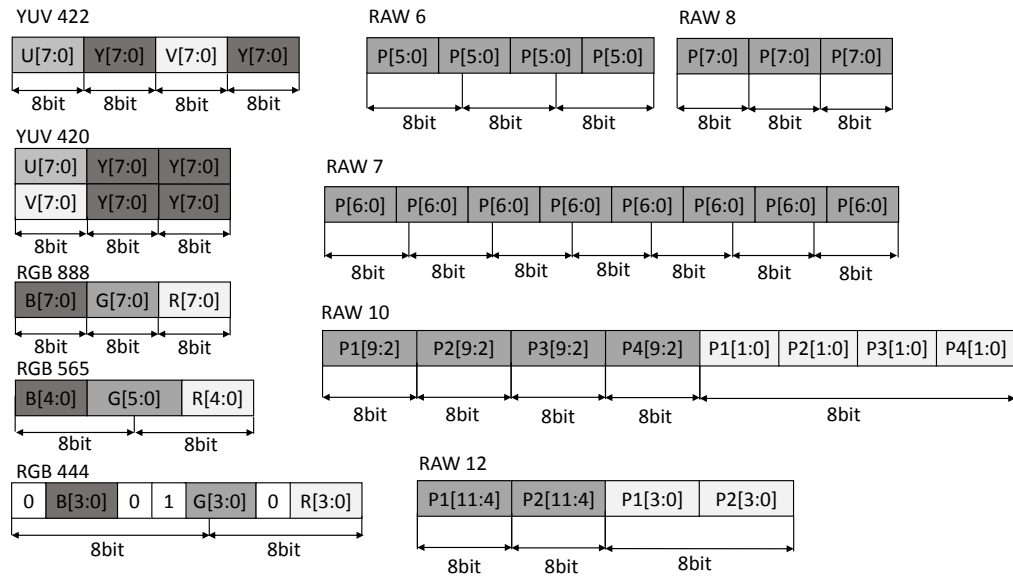 YUV 422
U[7:0] Y[7:0] V[7:0] Y[7:0]
8bit 8bit 8bit 8bit
YUV 420
U[7:0] Y[7:0] Y[7:0]
V[7:0] Y[7:0] Y[7:0]
8bit 8bit 8bit
RGB 888
B[7:0] G[7:0] R[7:0]
8bit 8bit 8bit
RGB 565
B[4:0] G[5:0] R[4:0]
8bit 8bit
RGB 444
0 B[3:0] 0 1 G[3:0] 0 R[3:0]
8bit 8bit
RAW 6
P[5:0] P[5:0] P[5:0] P[5:0]
8bit 8bit 8bit
RAW 8
P[7:0] P[7:0] P[7:0]
8bit 8bit 8bit
RAW 7
P[6:0] P[6:0] P[6:0] P[6:0] P[6:0] P[6:0] P[6:0] P[6:0]
8bit 8bit 8bit 8bit 8bit 8bit 8bit
RAW 10
P1[9:2] P2[9:2] P3[9:2] P4[9:2] P1[1:0] P2[1:0] P3[1:0] P4[1:0]
8bit 8bit 8bit 8bit 8bit
RAW 12
P1[11:4] P2[11:4] P1[3:0] P2[3:0]
8bit 8bit 8bit